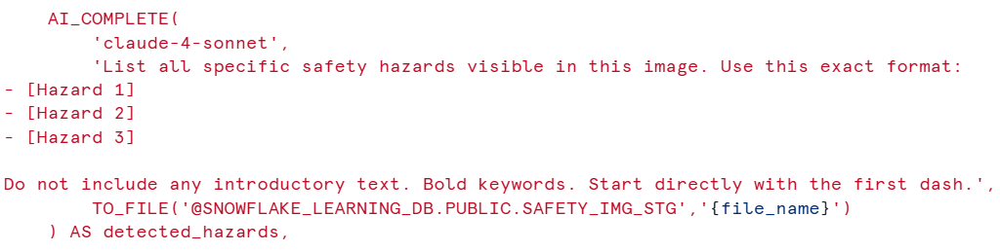 AI_COMPLETE(
'claude-4-sonnet',
'List all specific safety hazards visible in this image. Use this exact format:
- [Hazard 1]
- [Hazard 2]
- [Hazard 3]
Do not include any introductory text. Bold keywords. Start directly with the first dash.',
TO_FILE('@SNOWFLAKE_LEARNING_DB.PUBLIC.SAFETY_IMG_STG','{file_name}')
) AS detected_hazards,